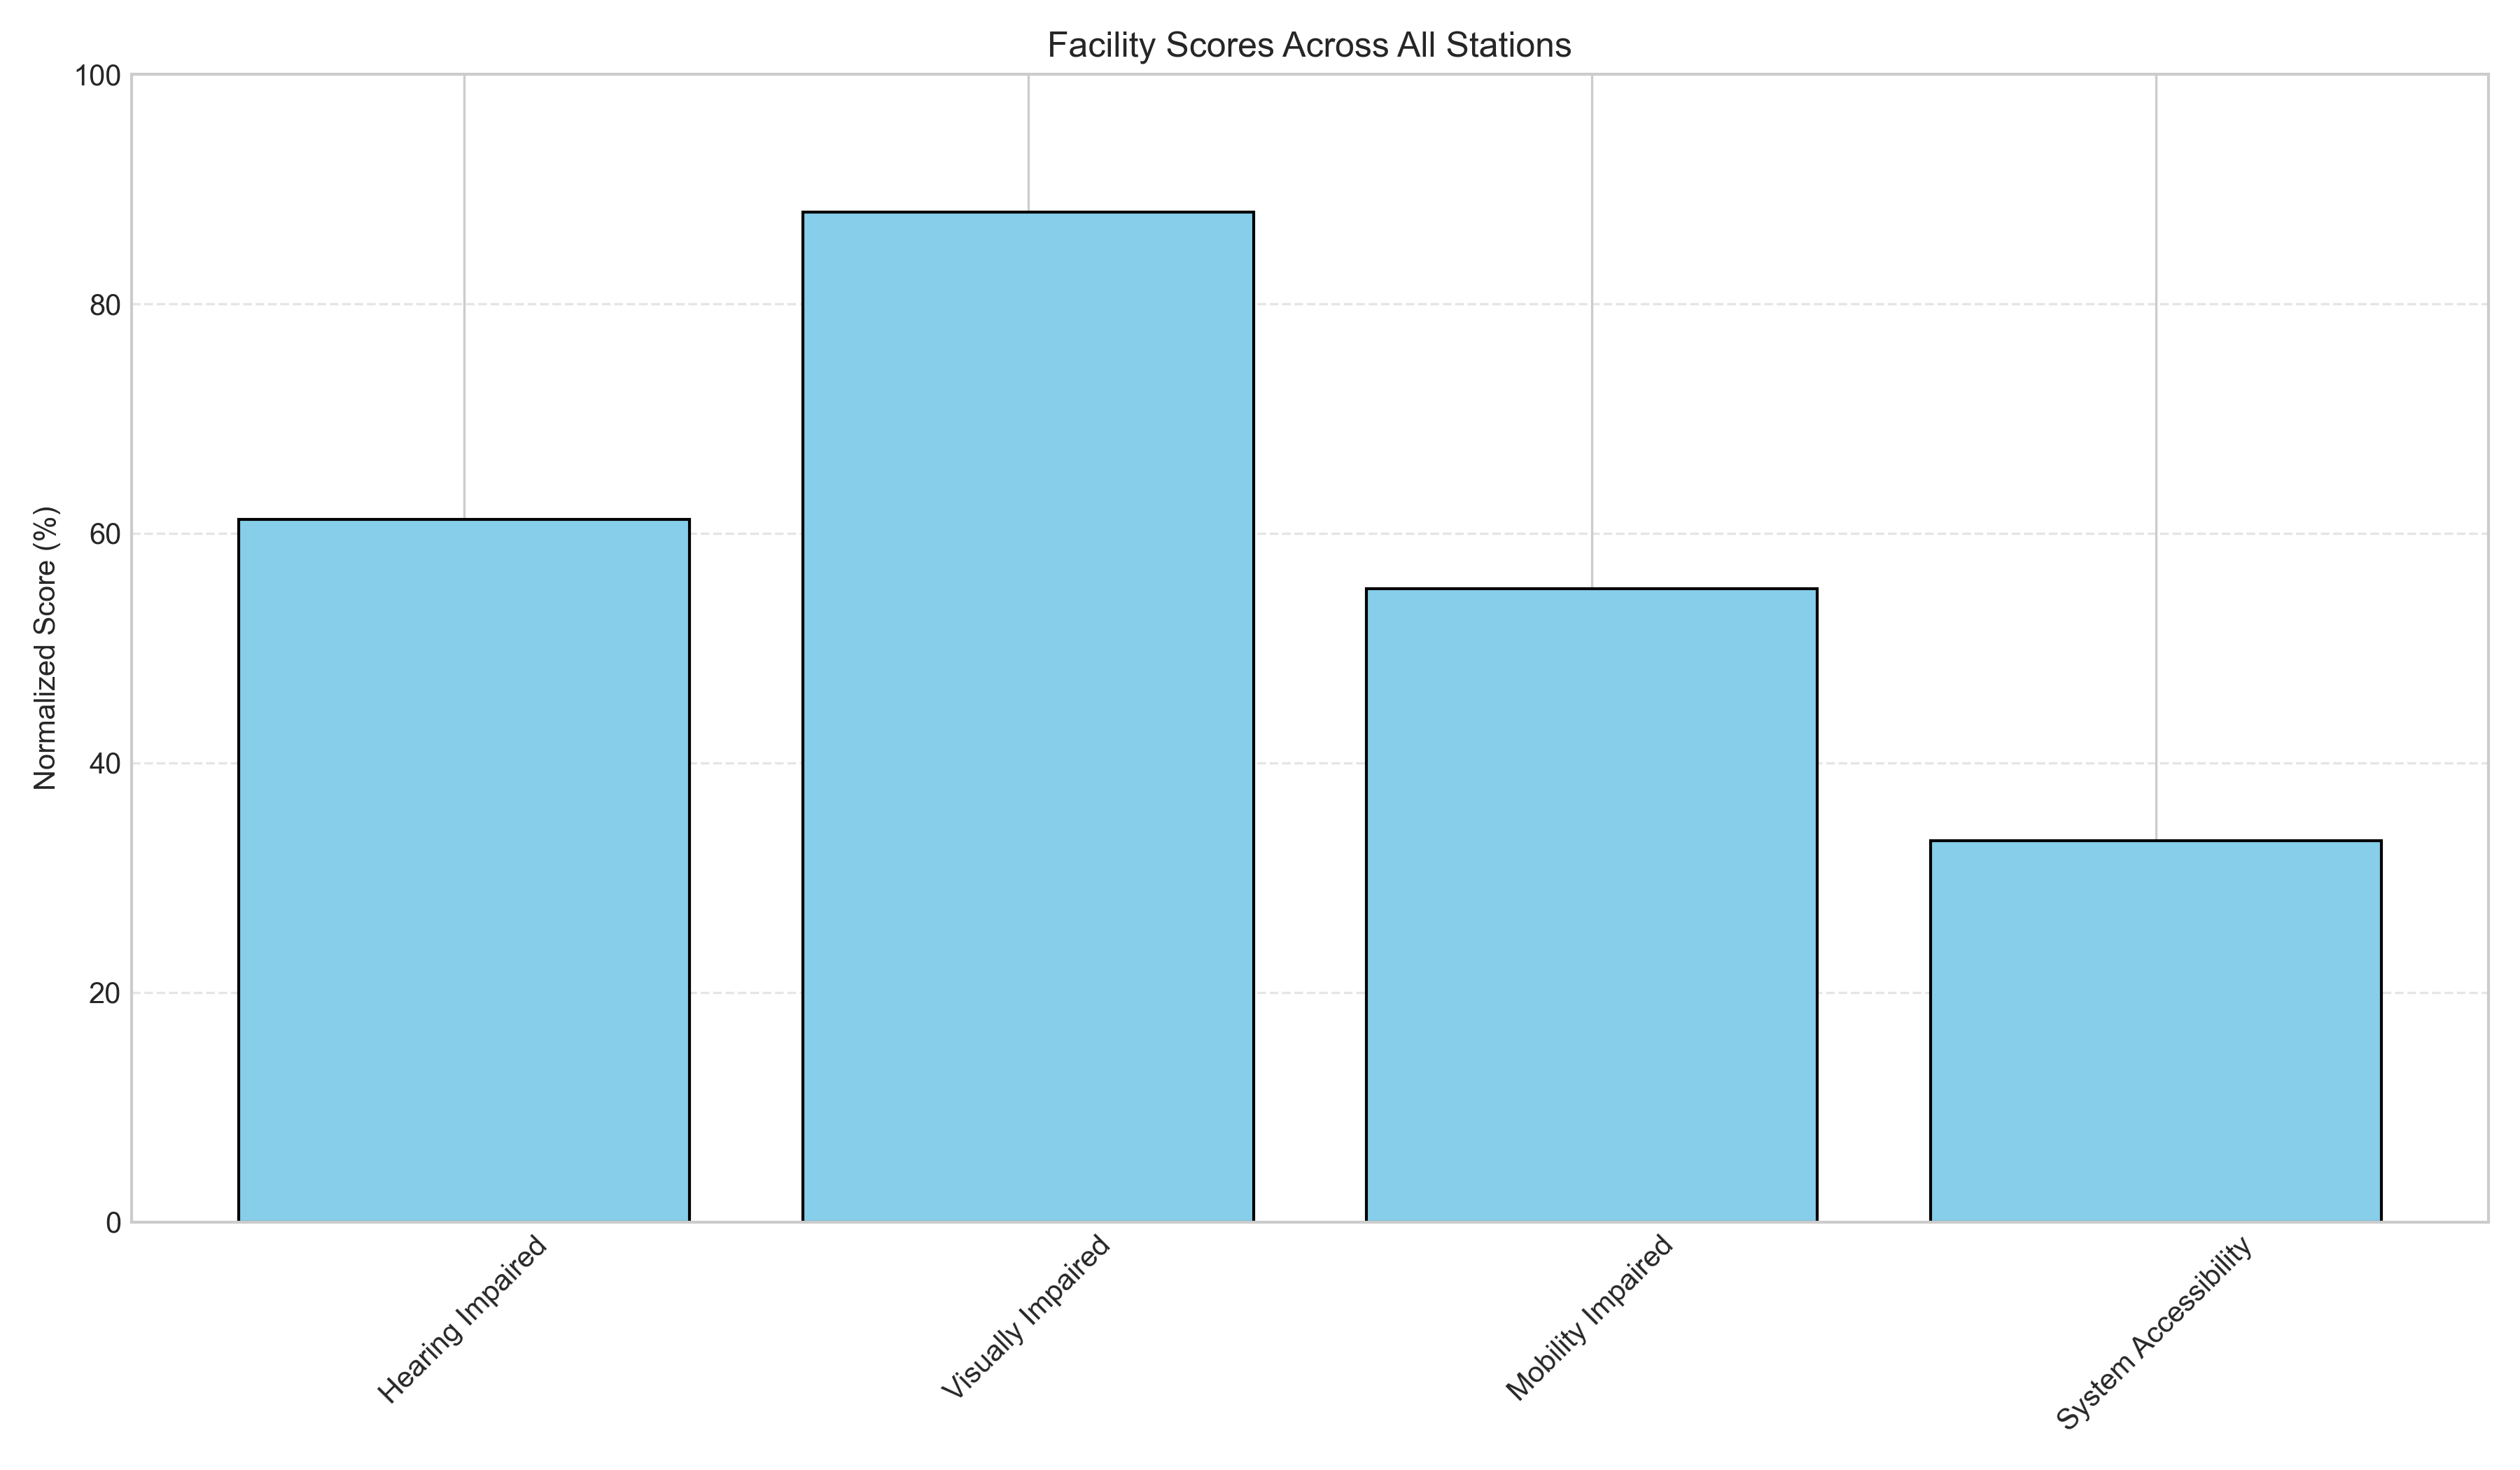 Facility Scores Across All Stations
Normalized Score (%)
100
80
60
40
20
0
Hearing Impaired
Visually Impaired
Mobility Impaired
System Accessibility